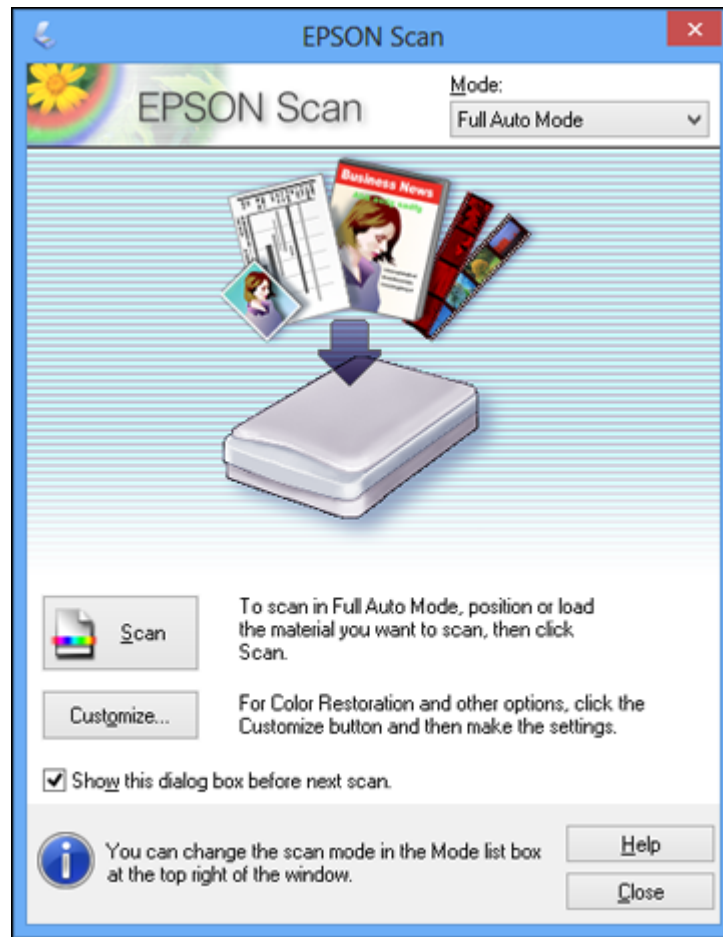 EPSON Scan
EPSON Scan
Mode:
Full Auto Mode
Business News
Scan
To scan in Full Auto Mode, position or load
the material you want to scan, then click
Scan.
Customize...
For Color Restoration and other options, click the
Customize button and then make the settings.
Show this dialog box before next scan.
You can change the scan mode in the Mode list box
at the top right of the window.
Help
Close